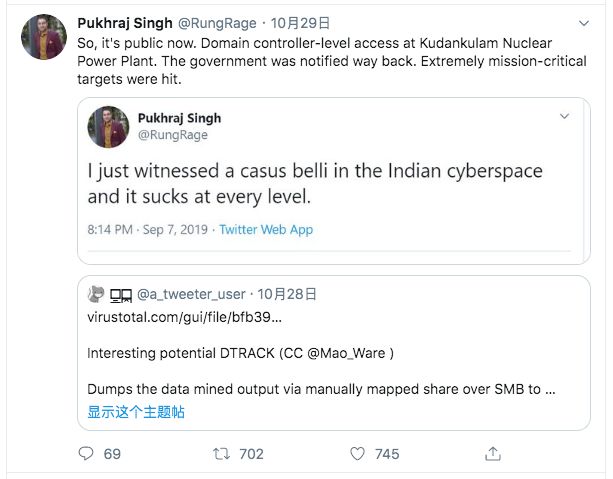 Pukhraj Singh @RungRage · 10月29日
So, it's public now. Domain controller-level access at Kudankulam Nuclear
Power Plant. The government was notified way back. Extremely mission-critical
targets were hit.
Pukhraj Singh
@RungRage
I just witnessed a casus belli in the Indian cyberspace
and it sucks at every level.
8:14 PM · Sep 7, 2019 · Twitter Web App
@a_tweeter_user · 10月28日
virustotal.com/gui/file/bfb39...
Interesting potential DTRACK (CC @Mao_Ware )
Dumps the data mined output via manually mapped share over SMB to ...
显示这个主题帖
69 702 745